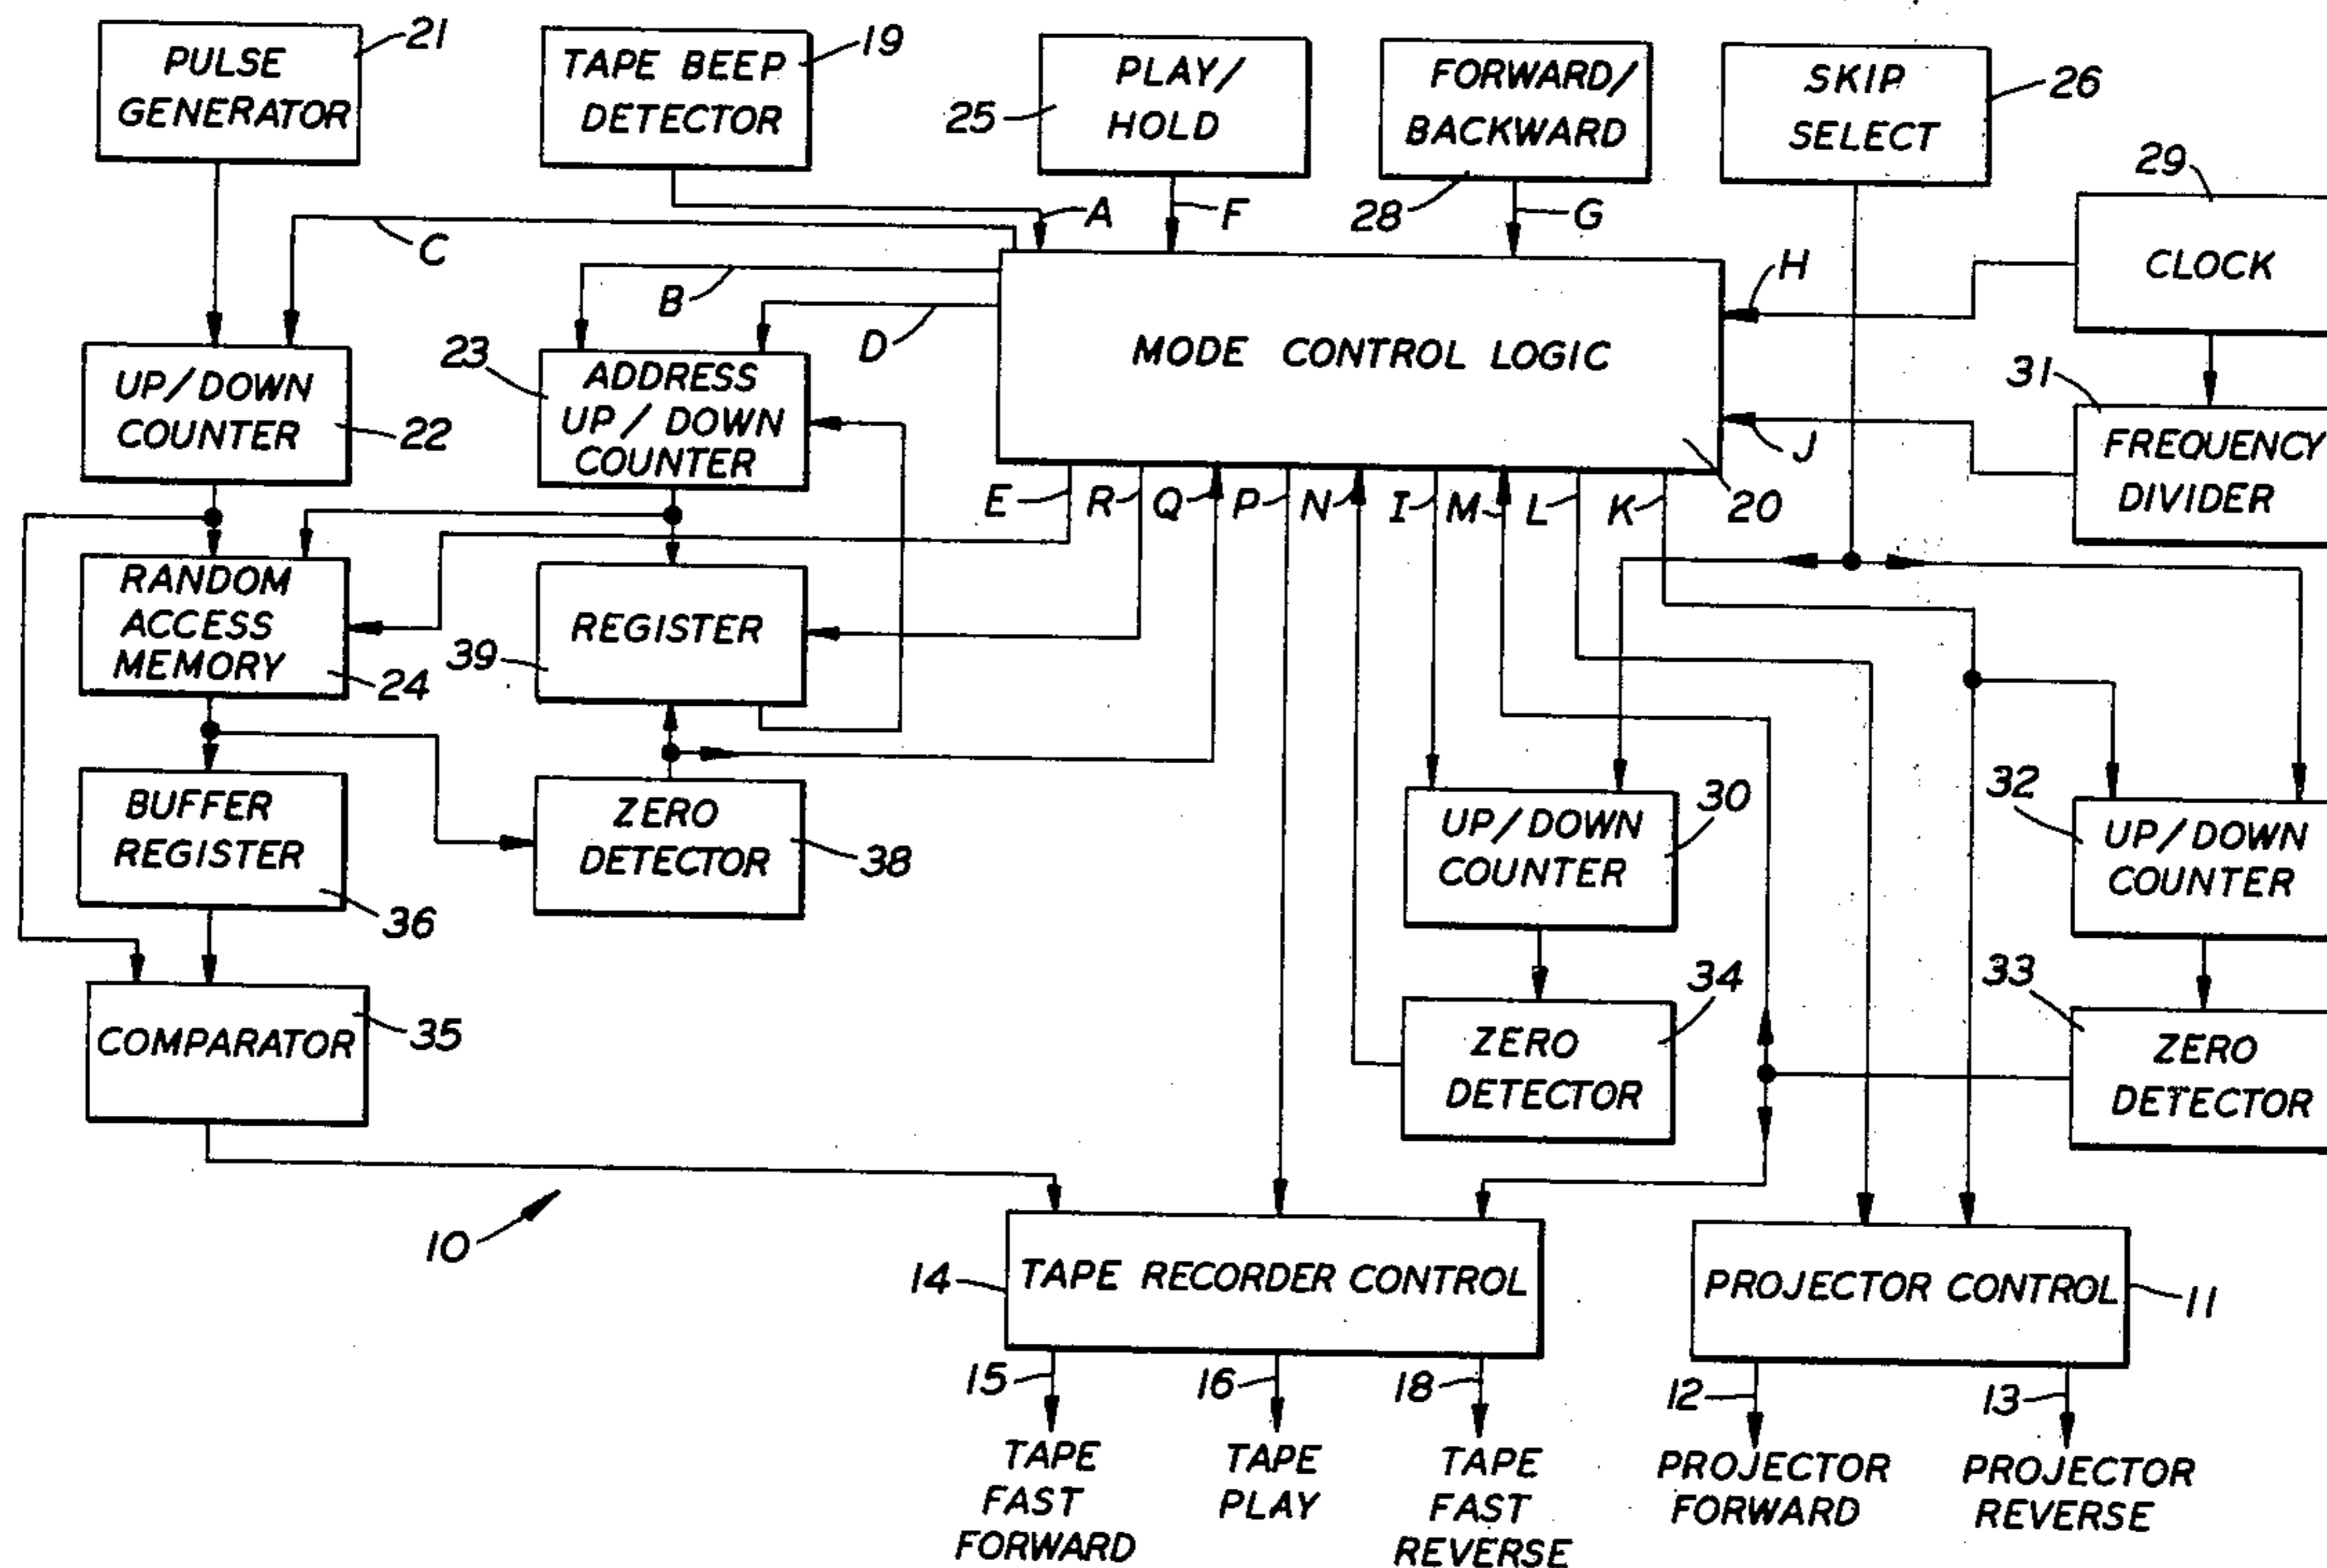 PULSE
GENERATOR
21
TAPE BEEP
DETECTOR
19
PLAY/
HOLD
25
FORWARD/
BACKWARD
28
SKIP
SELECT
26
29
CLOCK
A
F
G
C
B
D
H
J
MODE CONTROL LOGIC
20
UP/DOWN
COUNTER
22
23
ADDRESS
UP/DOWN
COUNTER
31
FREQUENCY
DIVIDER
E
R
Q
P
N
I
M
L
K
RANDOM
ACCESS
MEMORY
24
REGISTER
39
BUFFER
REGISTER
36
ZERO
DETECTOR
38
UP/DOWN
COUNTER
30
32
UP/DOWN
COUNTER
COMPARATOR
35
ZERO
DETECTOR
34
33
ZERO
DETECTOR
10
14
TAPE RECORDER CONTROL
PROJECTOR CONTROL
11
15
16
18
12
13
TAPE
FAST
FORWARD
TAPE
PLAY
TAPE
FAST
REVERSE
PROJECTOR
FORWARD
PROJECTOR
REVERSE